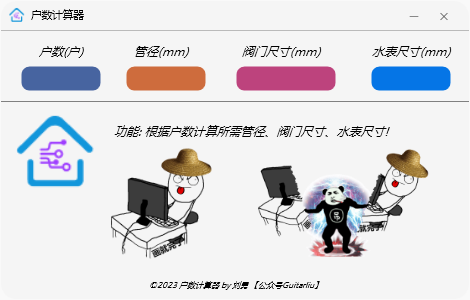 户数计算器
户数(户) 管径(mm) 阀门尺寸(mm) 水表尺寸(mm)
功能: 根据户数计算所需管径、阀门尺寸、水表尺寸!
©2023 户数计算器 by 刘昆 【公众号Guitarliu】